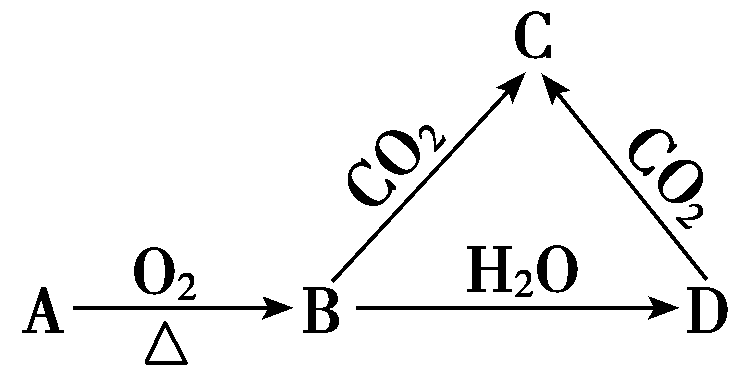 C
CO₂ CO₂
O₂ H₂O
A B D
△